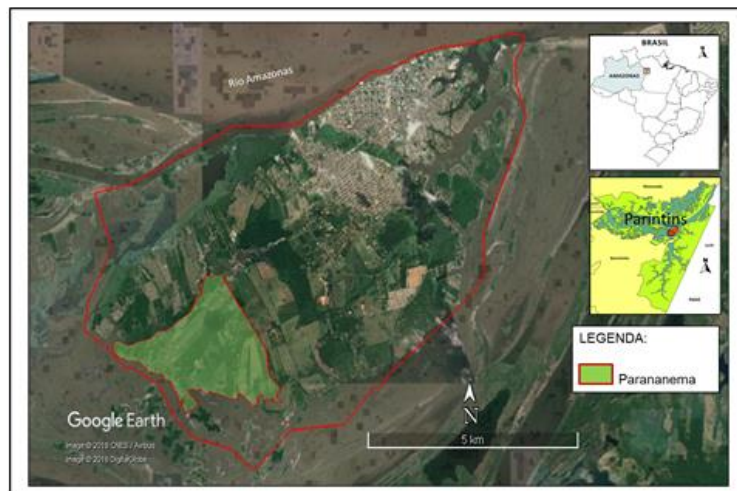 Rio Amazonas
BRASIL
N
AMAZONAS
Parintins
N
LEGENDA:
Parananema
Google Earth
N
5 km